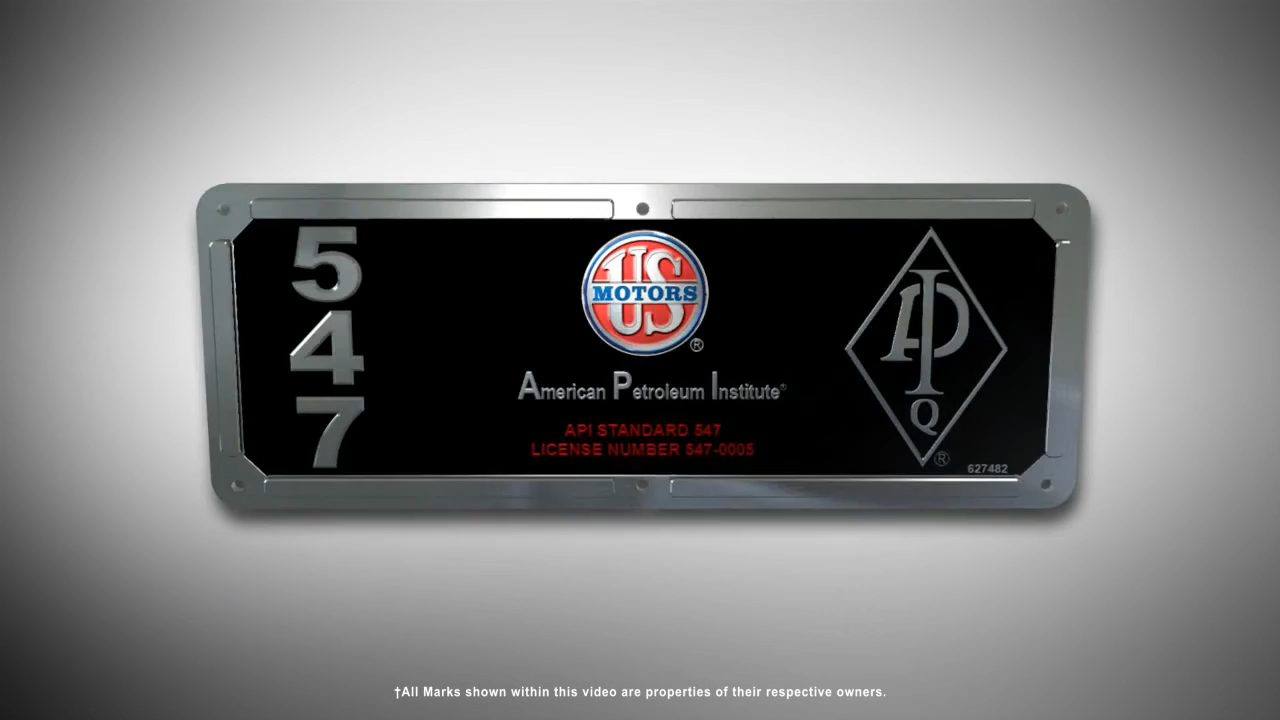 5
4
7
US
MOTORS
®
American Petroleum Institute®
API STANDARD 547
LICENSE NUMBER 547-0005
API
Q
®
627482
†All Marks shown within this video are properties of their respective owners.